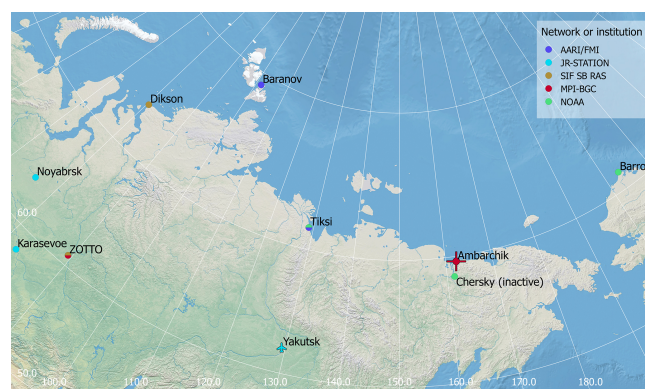 Network or institution
AARI/FMI
JR-STATION
SIF SB RAS
MPI-BGC
NOAA
Baranov
Dikson
Barro
Noyabrsk
60.0
Tiksi
Karasevoe
ZOTTO
Ambarchik
Chersky (inactive)
Yakutsk
50.0
100.0
110.0
120.0
130.0
140.0
150.0
160.0
170.0
180.0
190.0